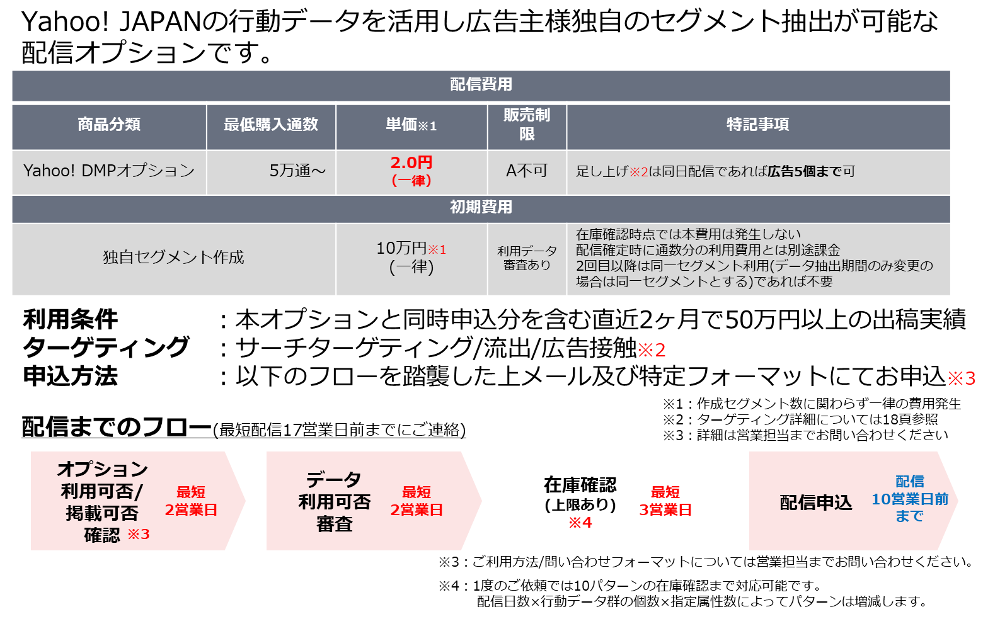 Yahoo! JAPANの行動データを活用し広告主様独自のセグメント抽出が可能な
配信オプションです。
配信費用
商品分類 最低購入通数 単価※1 販売制限 特記事項
Yahoo! DMPオプション 5万通～ 2.0円 (一律) A不可 足し上げ※2は同日配信であれば広告5個まで可
初期費用
独自セグメント作成
10万円※1
(一律)
利用データ
審査あり
在庫確認時点では本費用は発生しない
配信確定時に通数分の利用費用とは別途課金
2回目以降は同一セグメント利用(データ抽出期間のみ変更の
場合は同一セグメントとする)であれば不要
利用条件 ：本オプションと同時申込分を含む直近2ヶ月で50万円以上の出稿実績
ターゲティング ：サーチターゲティング/流出/広告接触※2
申込方法 ：以下のフローを踏襲した上メール及び特定フォーマットにてお申込※3
※1：作成セグメント数に関わらず一律の費用発生
※2：ターゲティング詳細については18頁参照
※3：詳細は営業担当までお問い合わせください
配信までのフロー(最短配信17営業日前までにご連絡)
オプション
利用可否/
掲載可否
確認 ※3
最短
2営業日
データ
利用可否
審査
最短
2営業日
在庫確認
(上限あり)
※4
最短
3営業日
配信申込
配信
10営業日前
まで
※3：ご利用方法/問い合わせフォーマットについては営業担当までお問い合わせください。
※4：1度のご依頼では10パターンの在庫確認まで対応可能です。
配信日数×行動データ群の個数×指定属性数によってパターンは増減します。